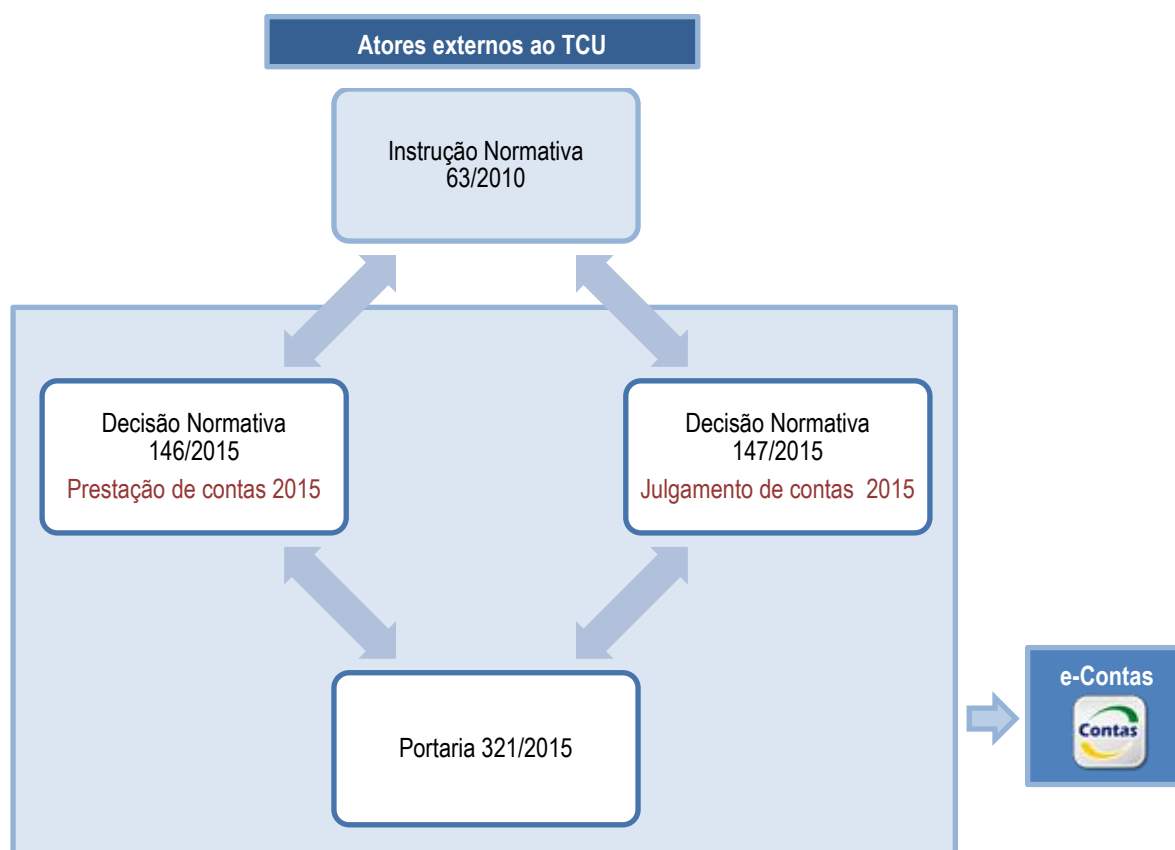 Atores externos ao TCU
Instrução Normativa
63/2010
Decisão Normativa
146/2015
Prestação de contas 2015
Decisão Normativa
147/2015
Julgamento de contas 2015
Portaria 321/2015
e-Contas
Contas